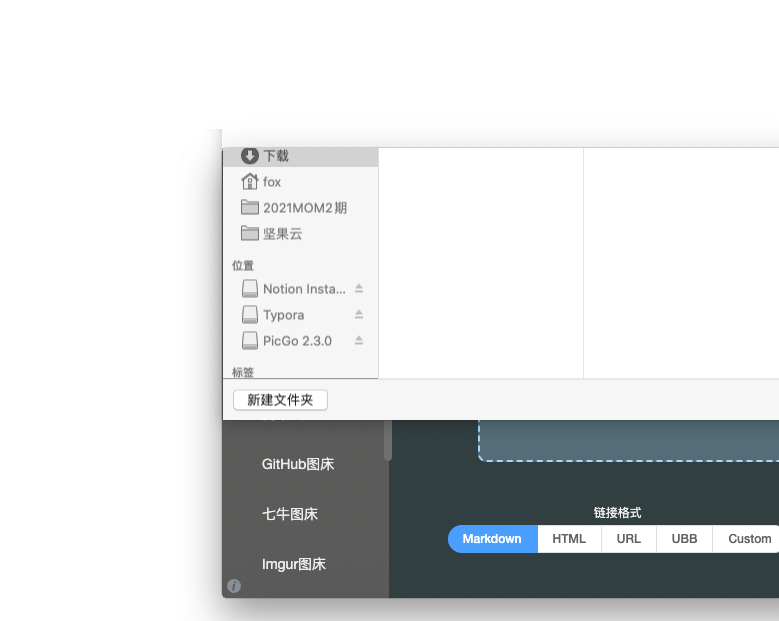 下载
fox
2021MOM2期
坚果云
位置
Notion Insta...
Typora
PicGo 2.3.0
标签
新建文件夹
GitHub图床
七牛图床
Imgur图床
链接格式
Markdown HTML URL UBB Custom